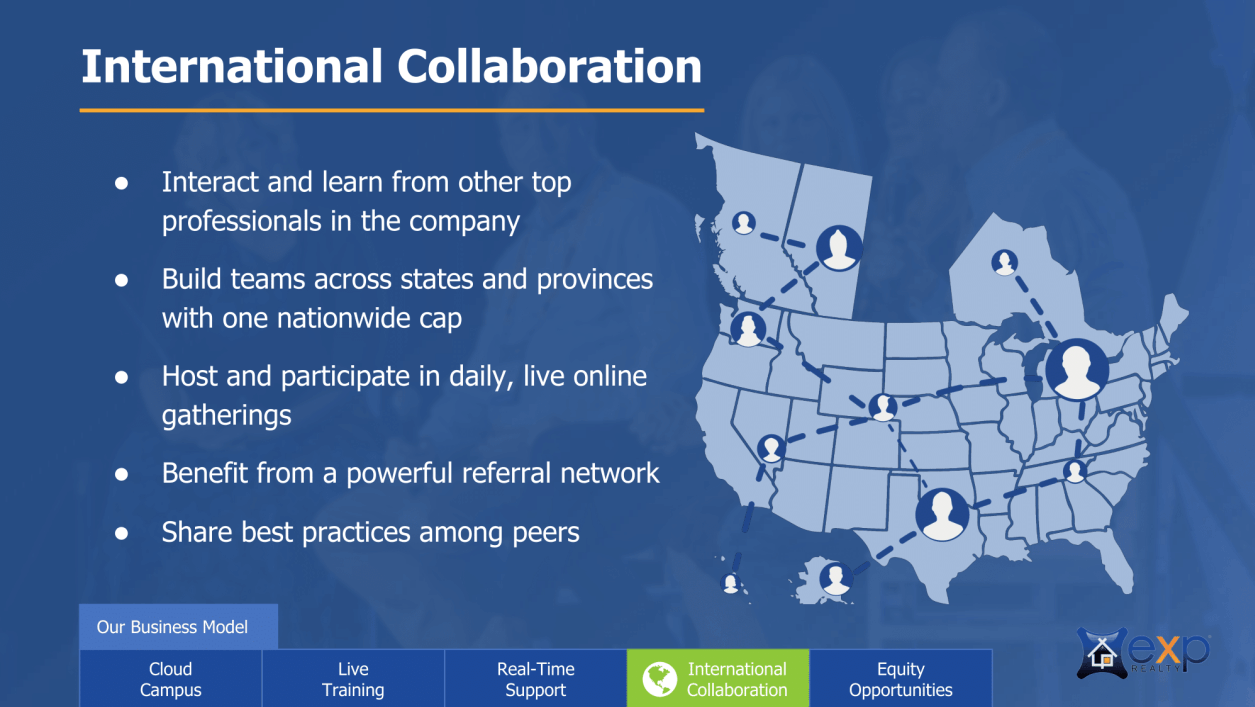 International Collaboration
● Interact and learn from other top
professionals in the company
● Build teams across states and provinces
with one nationwide cap
● Host and participate in daily, live online
gatherings
● Benefit from a powerful referral network
● Share best practices among peers
Our Business Model
Cloud
Campus
Live
Training
Real-Time
Support
International
Collaboration
Equity
Opportunities
exp
REALTY